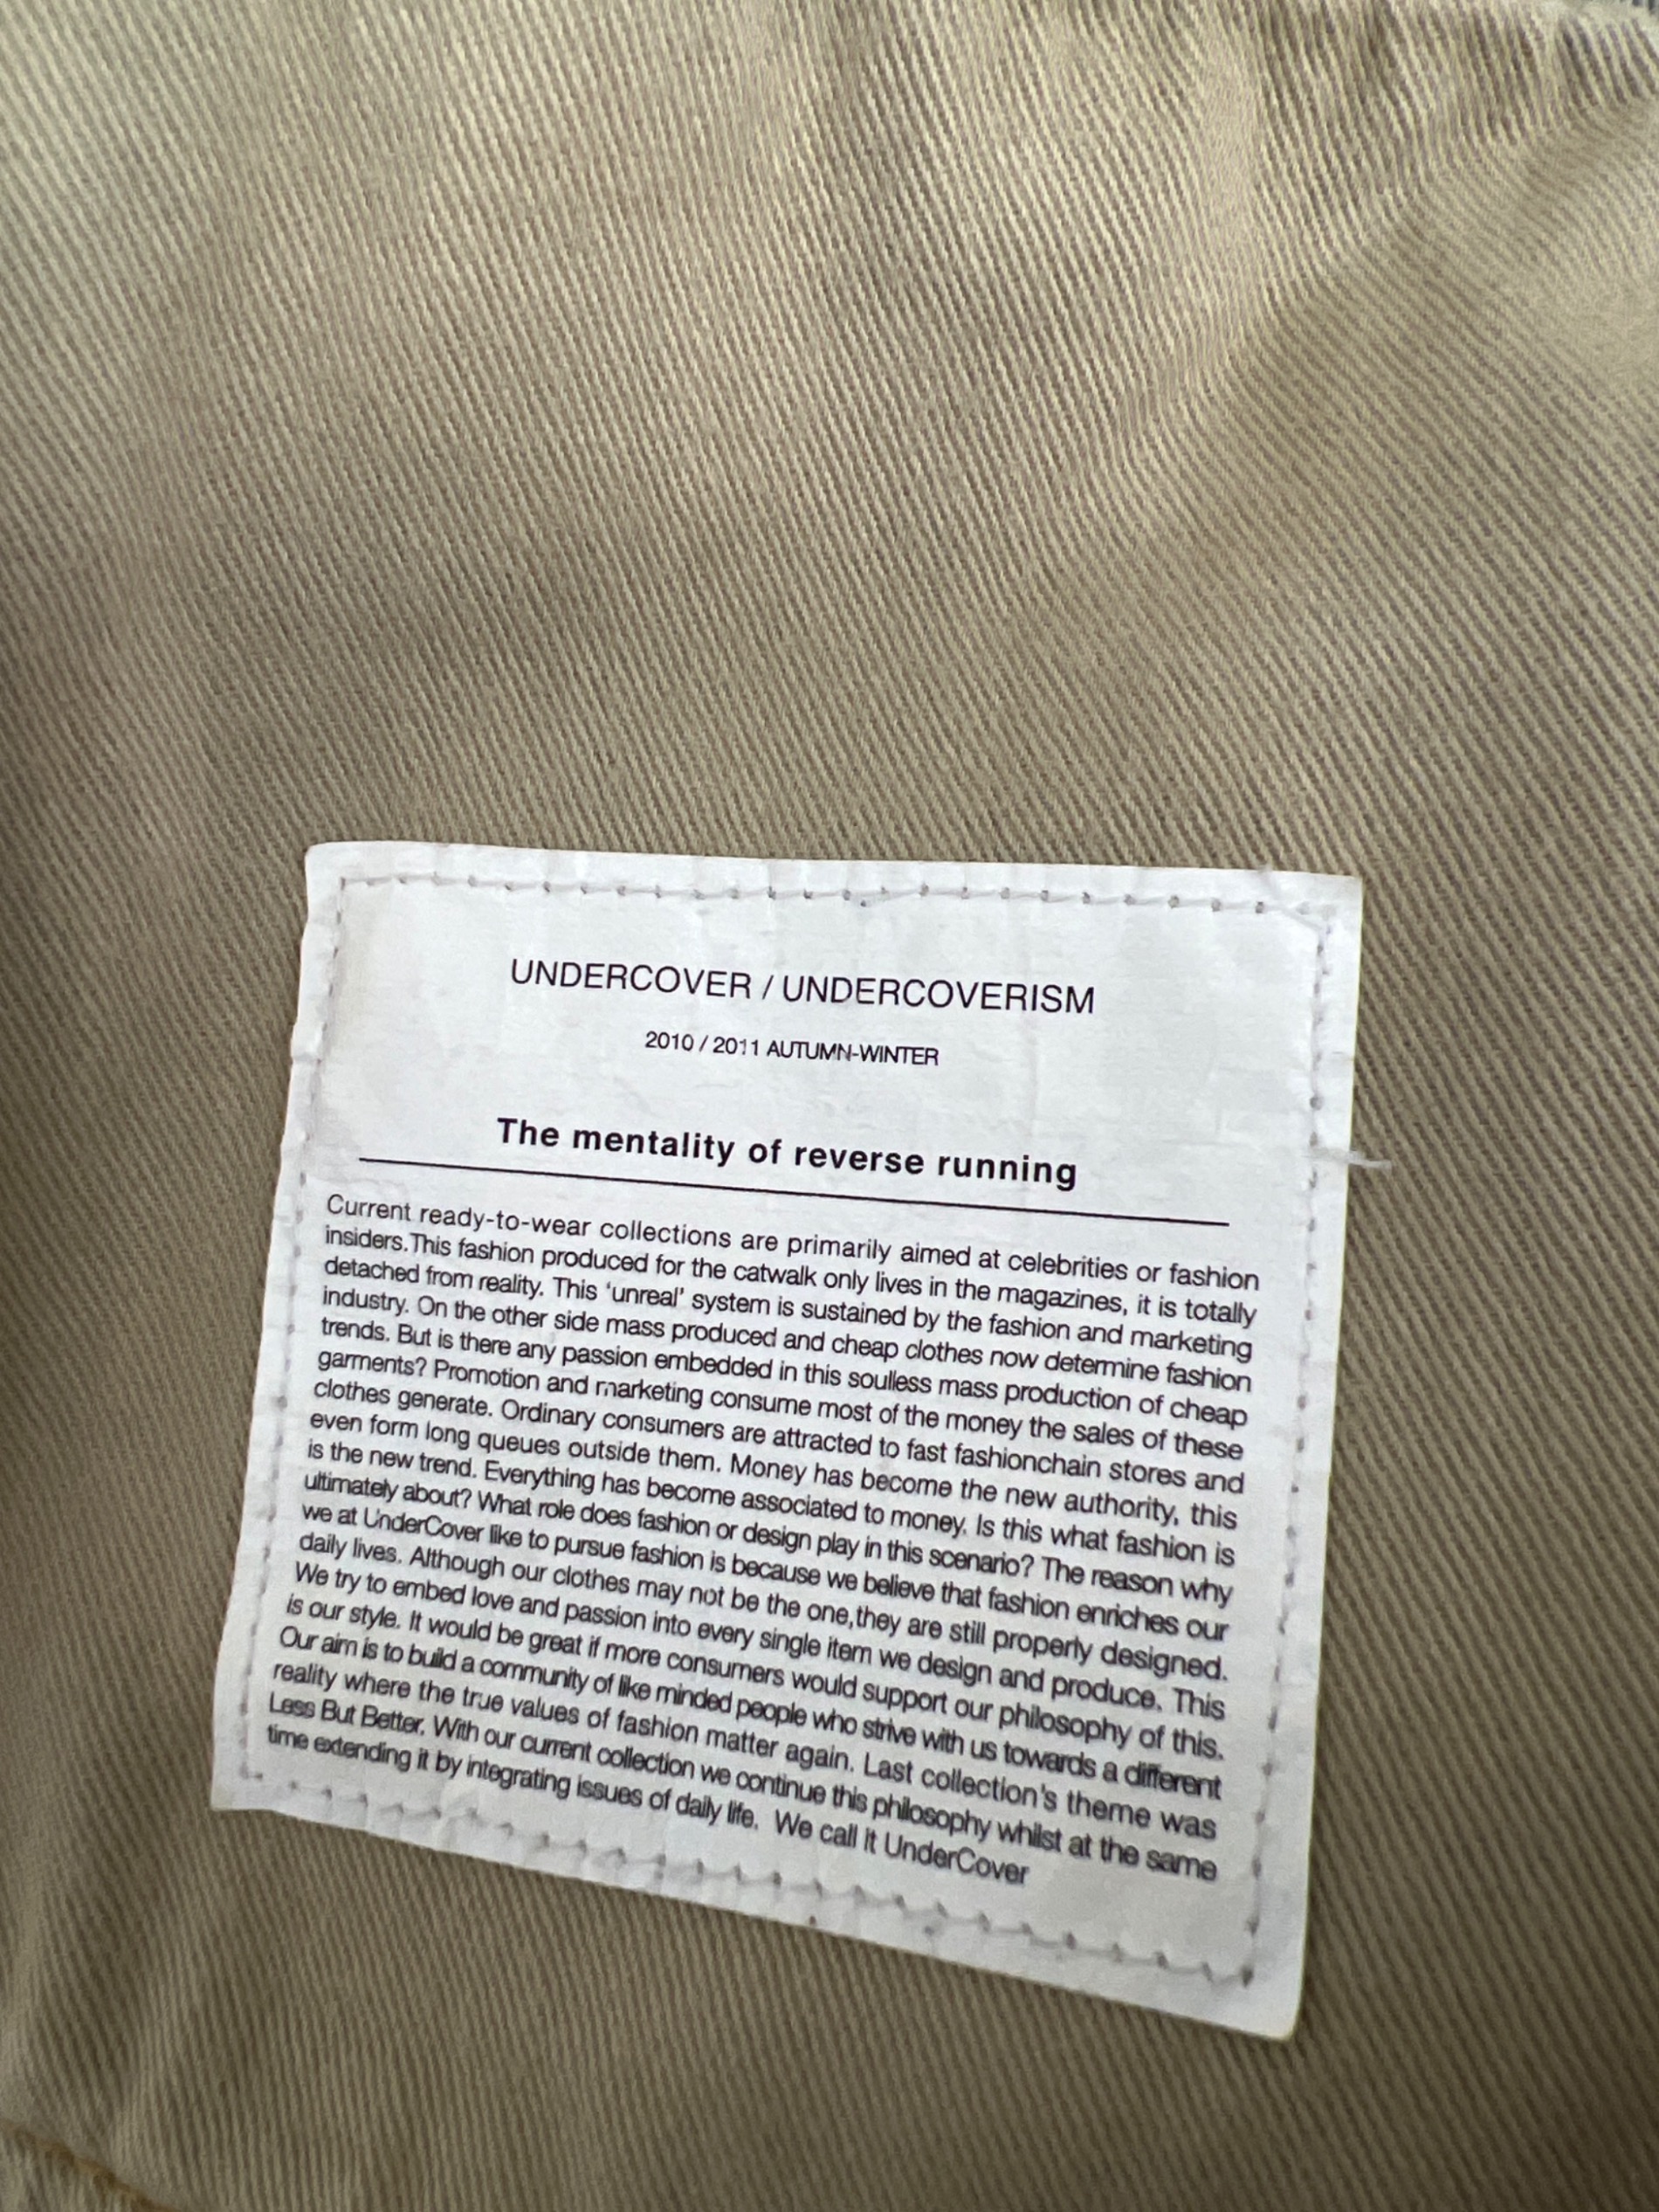 UNDERCOVER / UNDERCOVERISM
2010 / 2011 AUTUMN-WINTER
The mentality of reverse running
Current ready-to-wear collections are primarily aimed at celebrities or fashion
insiders.This fashion produced for the catwalk only lives in the magazines, it is totally
detached from reality. This ‘unreal’ system is sustained by the fashion and marketing
industry. On the other side mass produced and cheap clothes now determine fashion
trends. But is there any passion embedded in this soulless mass production of cheap
garments? Promotion and marketing consume most of the money the sales of these
clothes generate. Ordinary consumers are attracted to fast fashionchain stores and
even form long queues outside them. Money has become the new authority, this
is the new trend. Everything has become associated to money. Is this what fashion is
ultimately about? What role does fashion or design play in this scenario? The reason why
we at UnderCover like to pursue fashion is because we believe that fashion enriches our
daily lives. Although our clothes may not be the one,they are still properly designed.
We try to embed love and passion into every single item we design and produce. This
is our style. It would be great if more consumers would support our philosophy of this.
Our aim is to build a community of like minded people who strive with us towards a different
reality where the true values of fashion matter again. Last collection's theme was
Less But Better. With our current collection we continue this philosophy whilst at the same
time extending it by integrating issues of daily life. We call it UnderCover